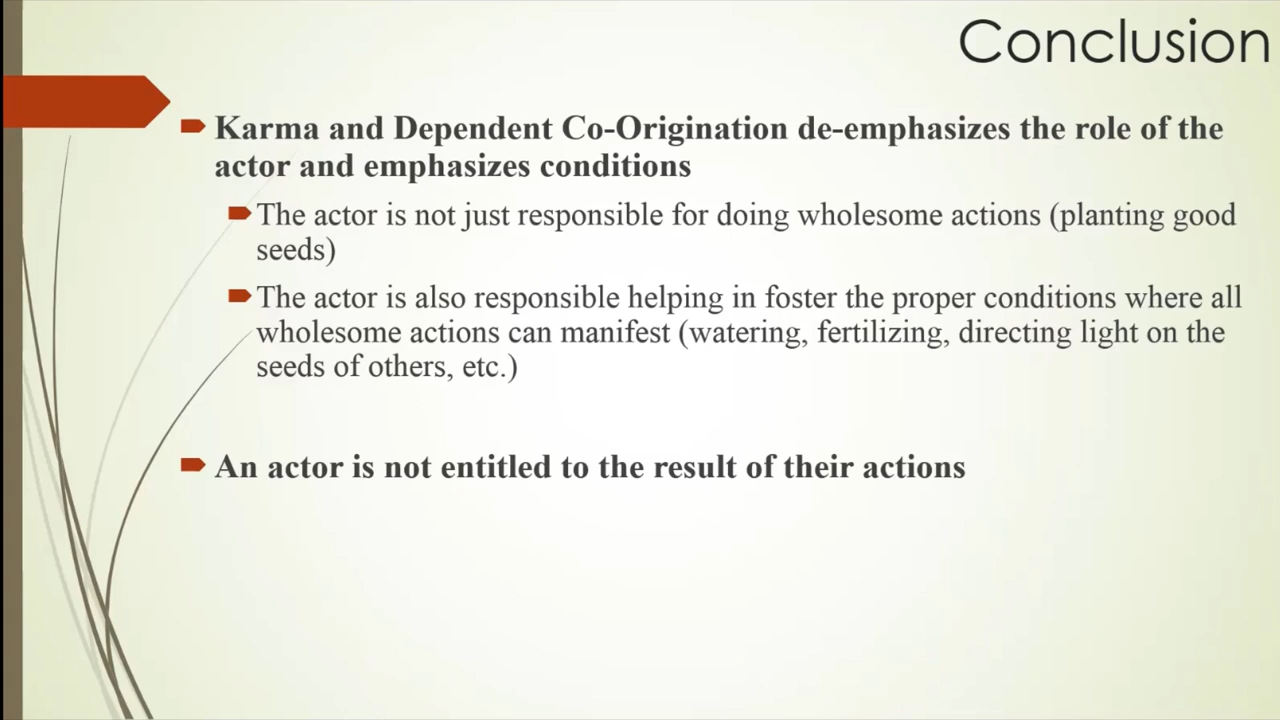 Conclusion
Karma and Dependent Co-Origination de-emphasizes the role of the
actor and emphasizes conditions
The actor is not just responsible for doing wholesome actions (planting good
seeds)
The actor is also responsible helping in foster the proper conditions where all
wholesome actions can manifest (watering, fertilizing, directing light on the
seeds of others, etc.)
An actor is not entitled to the result of their actions